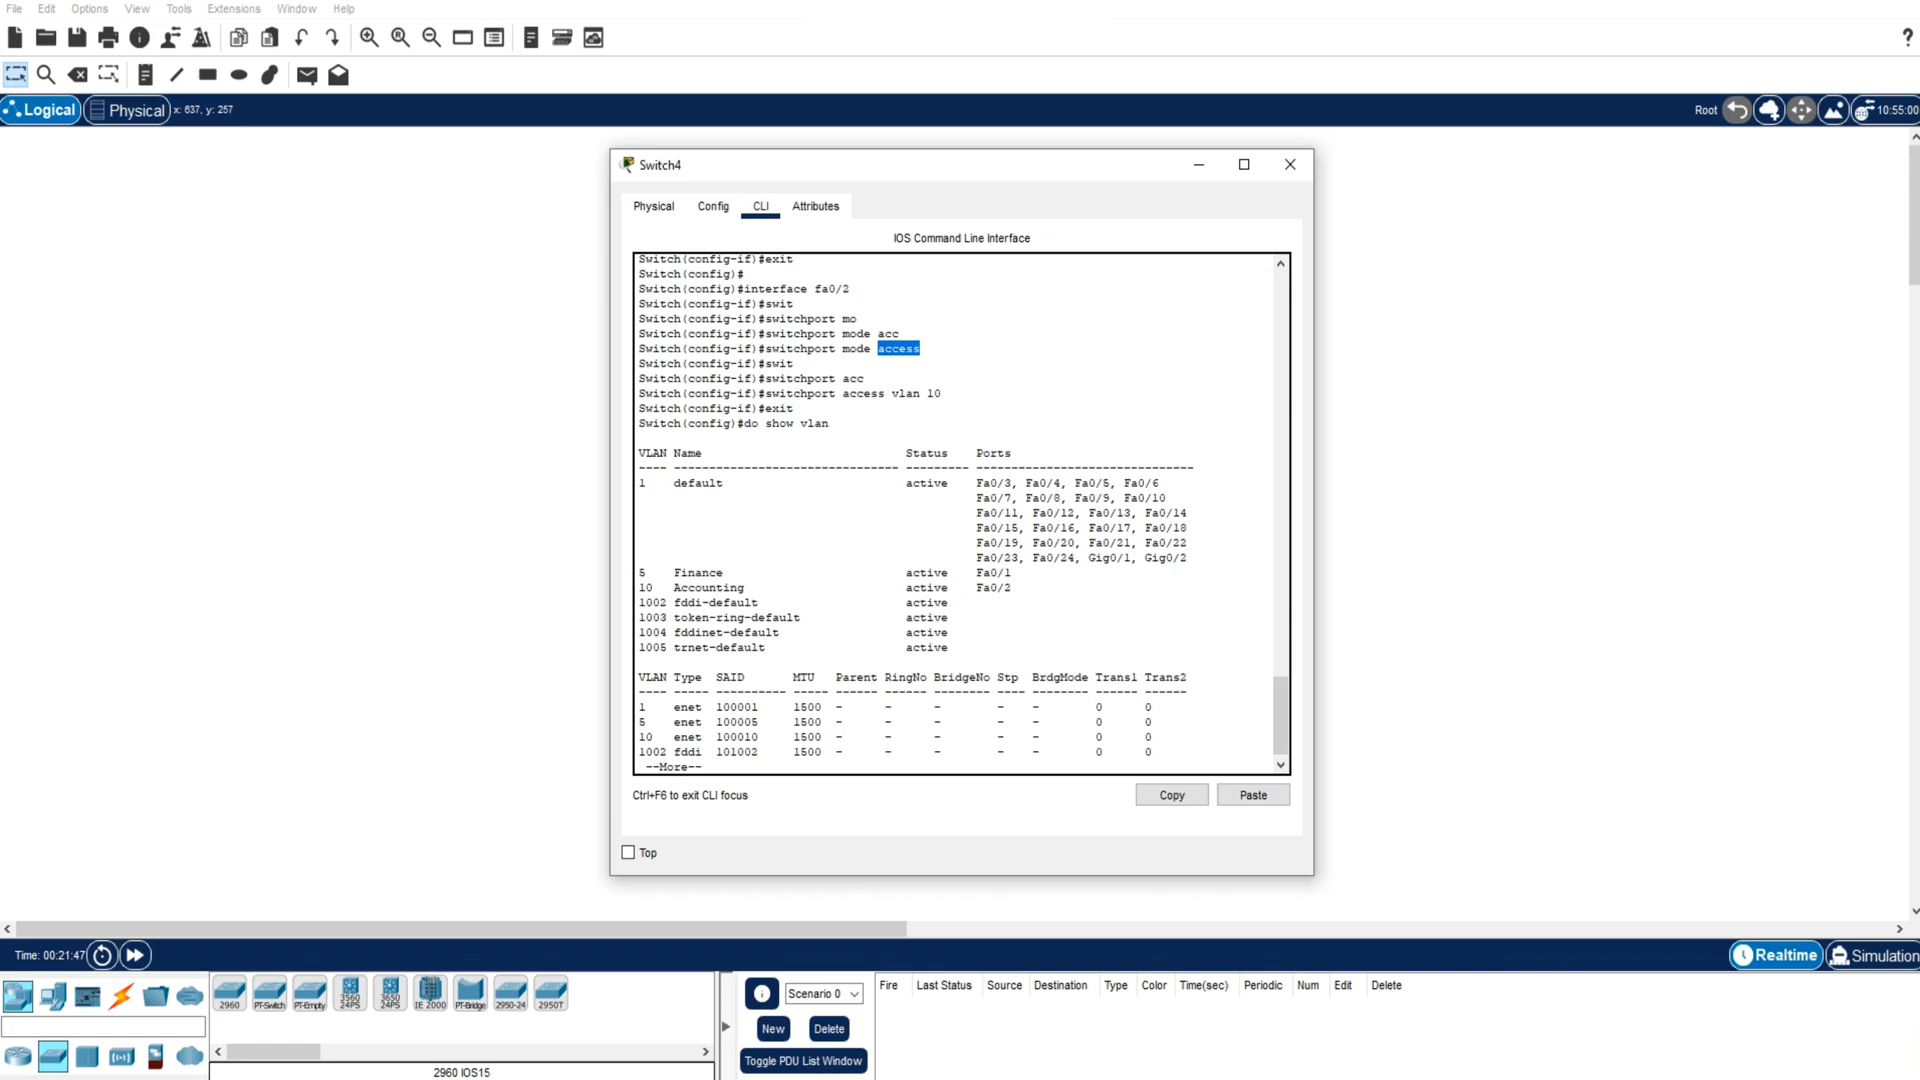 File Edit Options View Tools Extensions Window Help
?
Logical Physical x: 637, y: 257 Root 10:55:00
Switch4
Physical Config CLI Attributes
IOS Command Line Interface
Switch(config-if)#exit
Switch(config)#
Switch(config)#interface fa0/2
Switch(config-if)#swit
Switch(config-if)#switchport mo
Switch(config-if)#switchport mode acc
Switch(config-if)#switchport mode access
Switch(config-if)#swit
Switch(config-if)#switchport acc
Switch(config-if)#switchport access vlan 10
Switch(config-if)#exit
Switch(config)#do show vlan
VLAN Name Status Ports
---- -------------------------------- --------- -------------------------------
1 default active Fa0/3, Fa0/4, Fa0/5, Fa0/6
Fa0/7, Fa0/8, Fa0/9, Fa0/10
Fa0/11, Fa0/12, Fa0/13, Fa0/14
Fa0/15, Fa0/16, Fa0/17, Fa0/18
Fa0/19, Fa0/20, Fa0/21, Fa0/22
Fa0/23, Fa0/24, Gig0/1, Gig0/2
5 Finance active Fa0/1
10 Accounting active Fa0/2
1002 fddi-default active
1003 token-ring-default active
1004 fddinet-default active
1005 trnet-default active
VLAN Type SAID MTU Parent RingNo BridgeNo Stp BrdgMode Trans1 Trans2
---- ----- ---------- ----- ------ ------ -------- ---- -------- ------ ------
1 enet 100001 1500 - - - - - 0 0
5 enet 100005 1500 - - - - - 0 0
10 enet 100010 1500 - - - - - 0 0
1002 fddi 101002 1500 - - - - - 0 0
--More--
Ctrl+F6 to exit CLI focus Copy Paste
Top
Time: 00:21:47 Realtime Simulation
2960 PT-Switch PT-Empty 3560 24PS 3650 24PS IE 2000 PT-Bridge 2950-24 2950T
2960 IOS15
Scenario 0
New Delete
Toggle PDU List Window
Fire Last Status Source Destination Type Color Time(sec) Periodic Num Edit Delete